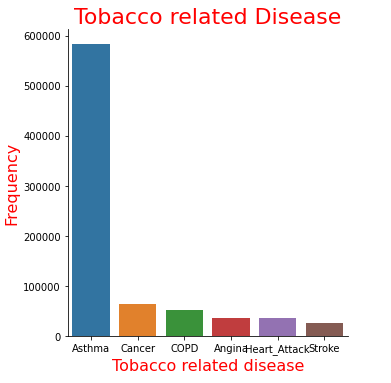 Tobacco related Disease
600000
500000
400000
300000
200000
100000
0
Frequency
Asthma Cancer COPD Angina Heart_Attack Stroke
Tobacco related disease